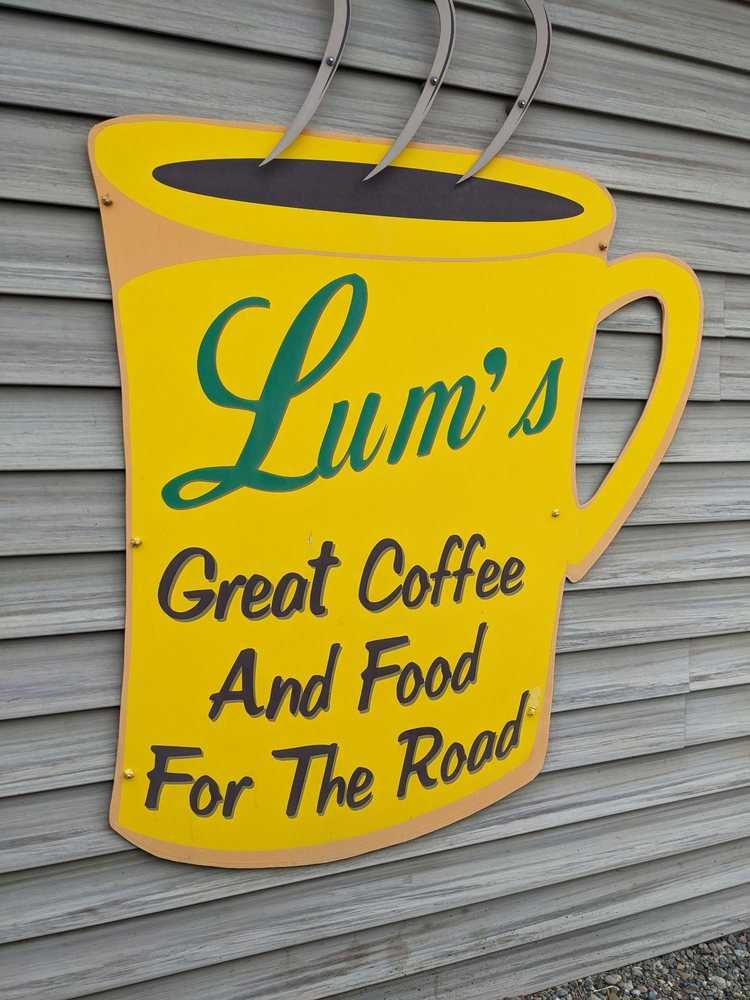 Lum's
Great Coffee
And Food
For The Road